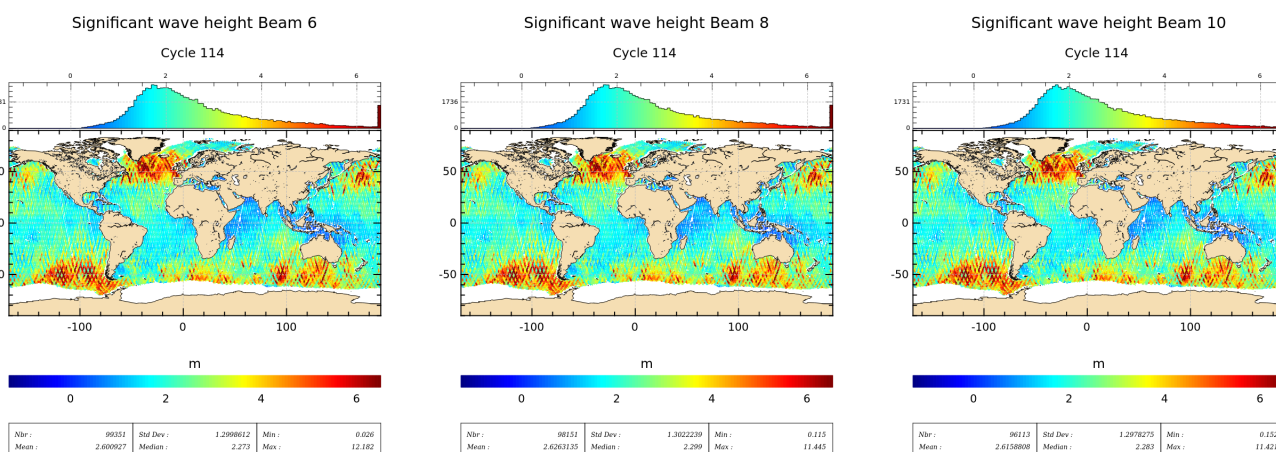 Significant wave height Beam 6
Cycle 114
0 2 4 6
0
50
0
-100 0 100
m
0 2 4 6
Nbr : 99351 Std Dev : 1.2998612 Min : 0.026
Mean : 2.600927 Median : 2.273 Max : 12.182
Significant wave height Beam 8
Cycle 114
0 2 4 6
1736
0
50
0
-50
-100 0 100
m
0 2 4 6
Nbr : 98151 Std Dev : 1.3022239 Min : 0.115
Mean : 2.6263135 Median : 2.299 Max : 11.445
Significant wave height Beam 10
Cycle 114
0 2 4 6
1731
0
50
0
-50
-100 0 100
m
0 2 4 6
Nbr : 96113 Std Dev : 1.2978275 Min : 0.152
Mean : 2.6158808 Median : 2.283 Max : 11.421